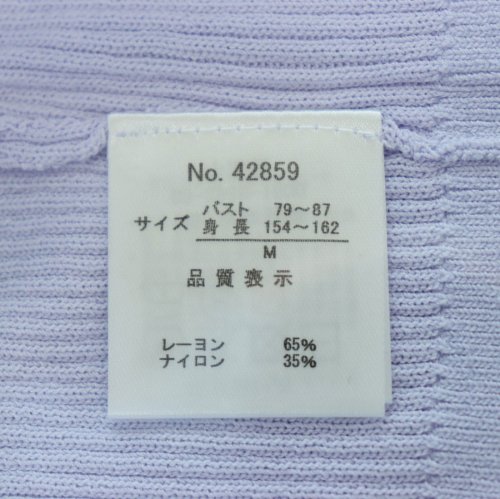 No. 42859
バスト 79〜87
サイズ 身長 154〜162
M
品質表示
レーヨン 65%
ナイロン 35%